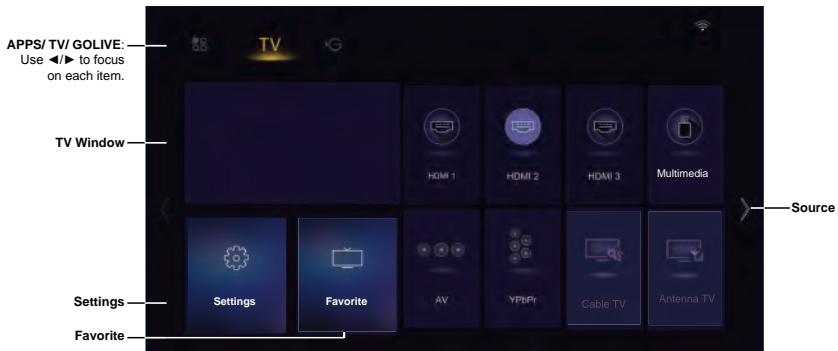 APPS/ TV/ GOLIVE:
Use ◄/► to focus
on each item.
TV
G
TV Window
HDMI 1
HDMI 2
HDMI 3
Multimedia
Source
Settings
Favorite
AV
YPbPr
Cable TV
Antenna TV
Settings
Favorite